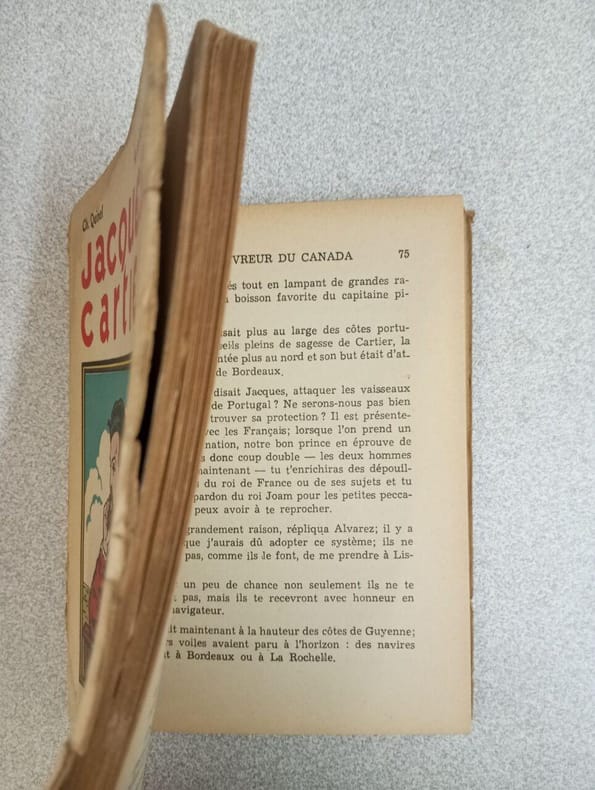 Ch. Quinel
Jacques
Cartier
VREUR DU CANADA 75
és tout en lampant de grandes ra-
boisson favorite du capitaine pi-
isait plus au large des côtes portu-
eils pleins de sagesse de Cartier, la
ntée plus au nord et son but était d'at-
de Bordeaux.
disait Jacques, attaquer les vaisseaux
de Portugal ? Ne serons-nous pas bien
trouver sa protection ? Il est présente-
vec les Français; lorsque l'on prend un
nation, notre bon prince en éprouve de
s donc coup double — les deux hommes
maintenant — tu t'enrichiras des dépouil-
du roi de France ou de ses sujets et tu
pardon du roi Joam pour les petites pecca-
peux avoir à te reprocher.
grandement raison, répliqua Alvarez; il y a
que j'aurais dû adopter ce système; ils ne
pas, comme ils le font, de me prendre à Lis-
un peu de chance non seulement ils ne te
pas, mais ils te recevront avec honneur en
navigateur.
it maintenant à la hauteur des côtes de Guyenne;
rs voiles avaient paru à l'horizon : des navires
t à Bordeaux ou à La Rochelle.